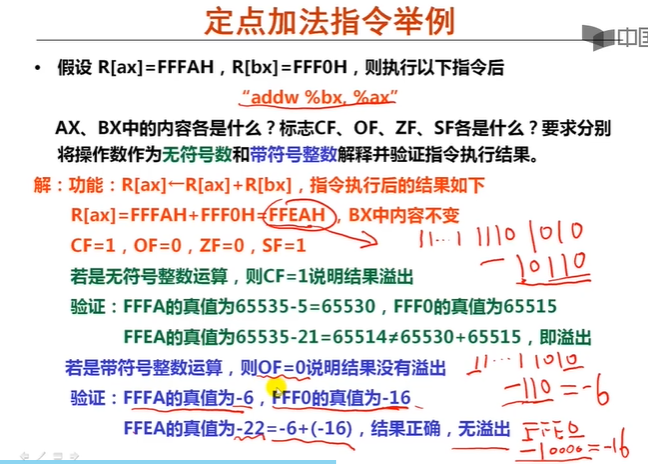 定点加法指令举例
中国
• 假设 R[ax]=FFFAH，R[bx]=FFF0H，则执行以下指令后
“addw %bx, %ax”
AX、BX中的内容各是什么？标志CF、OF、ZF、SF各是什么？要求分别
将操作数作为无符号数和带符号整数解释并验证指令执行结果。
解：功能：R[ax]←R[ax]+R[bx]，指令执行后的结果如下
R[ax]=FFFAH+FFF0H=FFEAH，BX中内容不变
11…1 1110 1010
CF=1，OF=0，ZF=0，SF=1
-10110
若是无符号整数运算，则CF=1说明结果溢出
验证：FFFA的真值为65535-5=65530，FFF0的真值为65515
FFEA的真值为65535-21=65514≠65530+65515，即溢出
若是带符号整数运算，则OF=0说明结果没有溢出
11…11010
-110=-6
验证：FFFA的真值为-6，FFF0的真值为-16
FFEA的真值为-22=-6+(-16)，结果正确，无溢出
-10000=-16